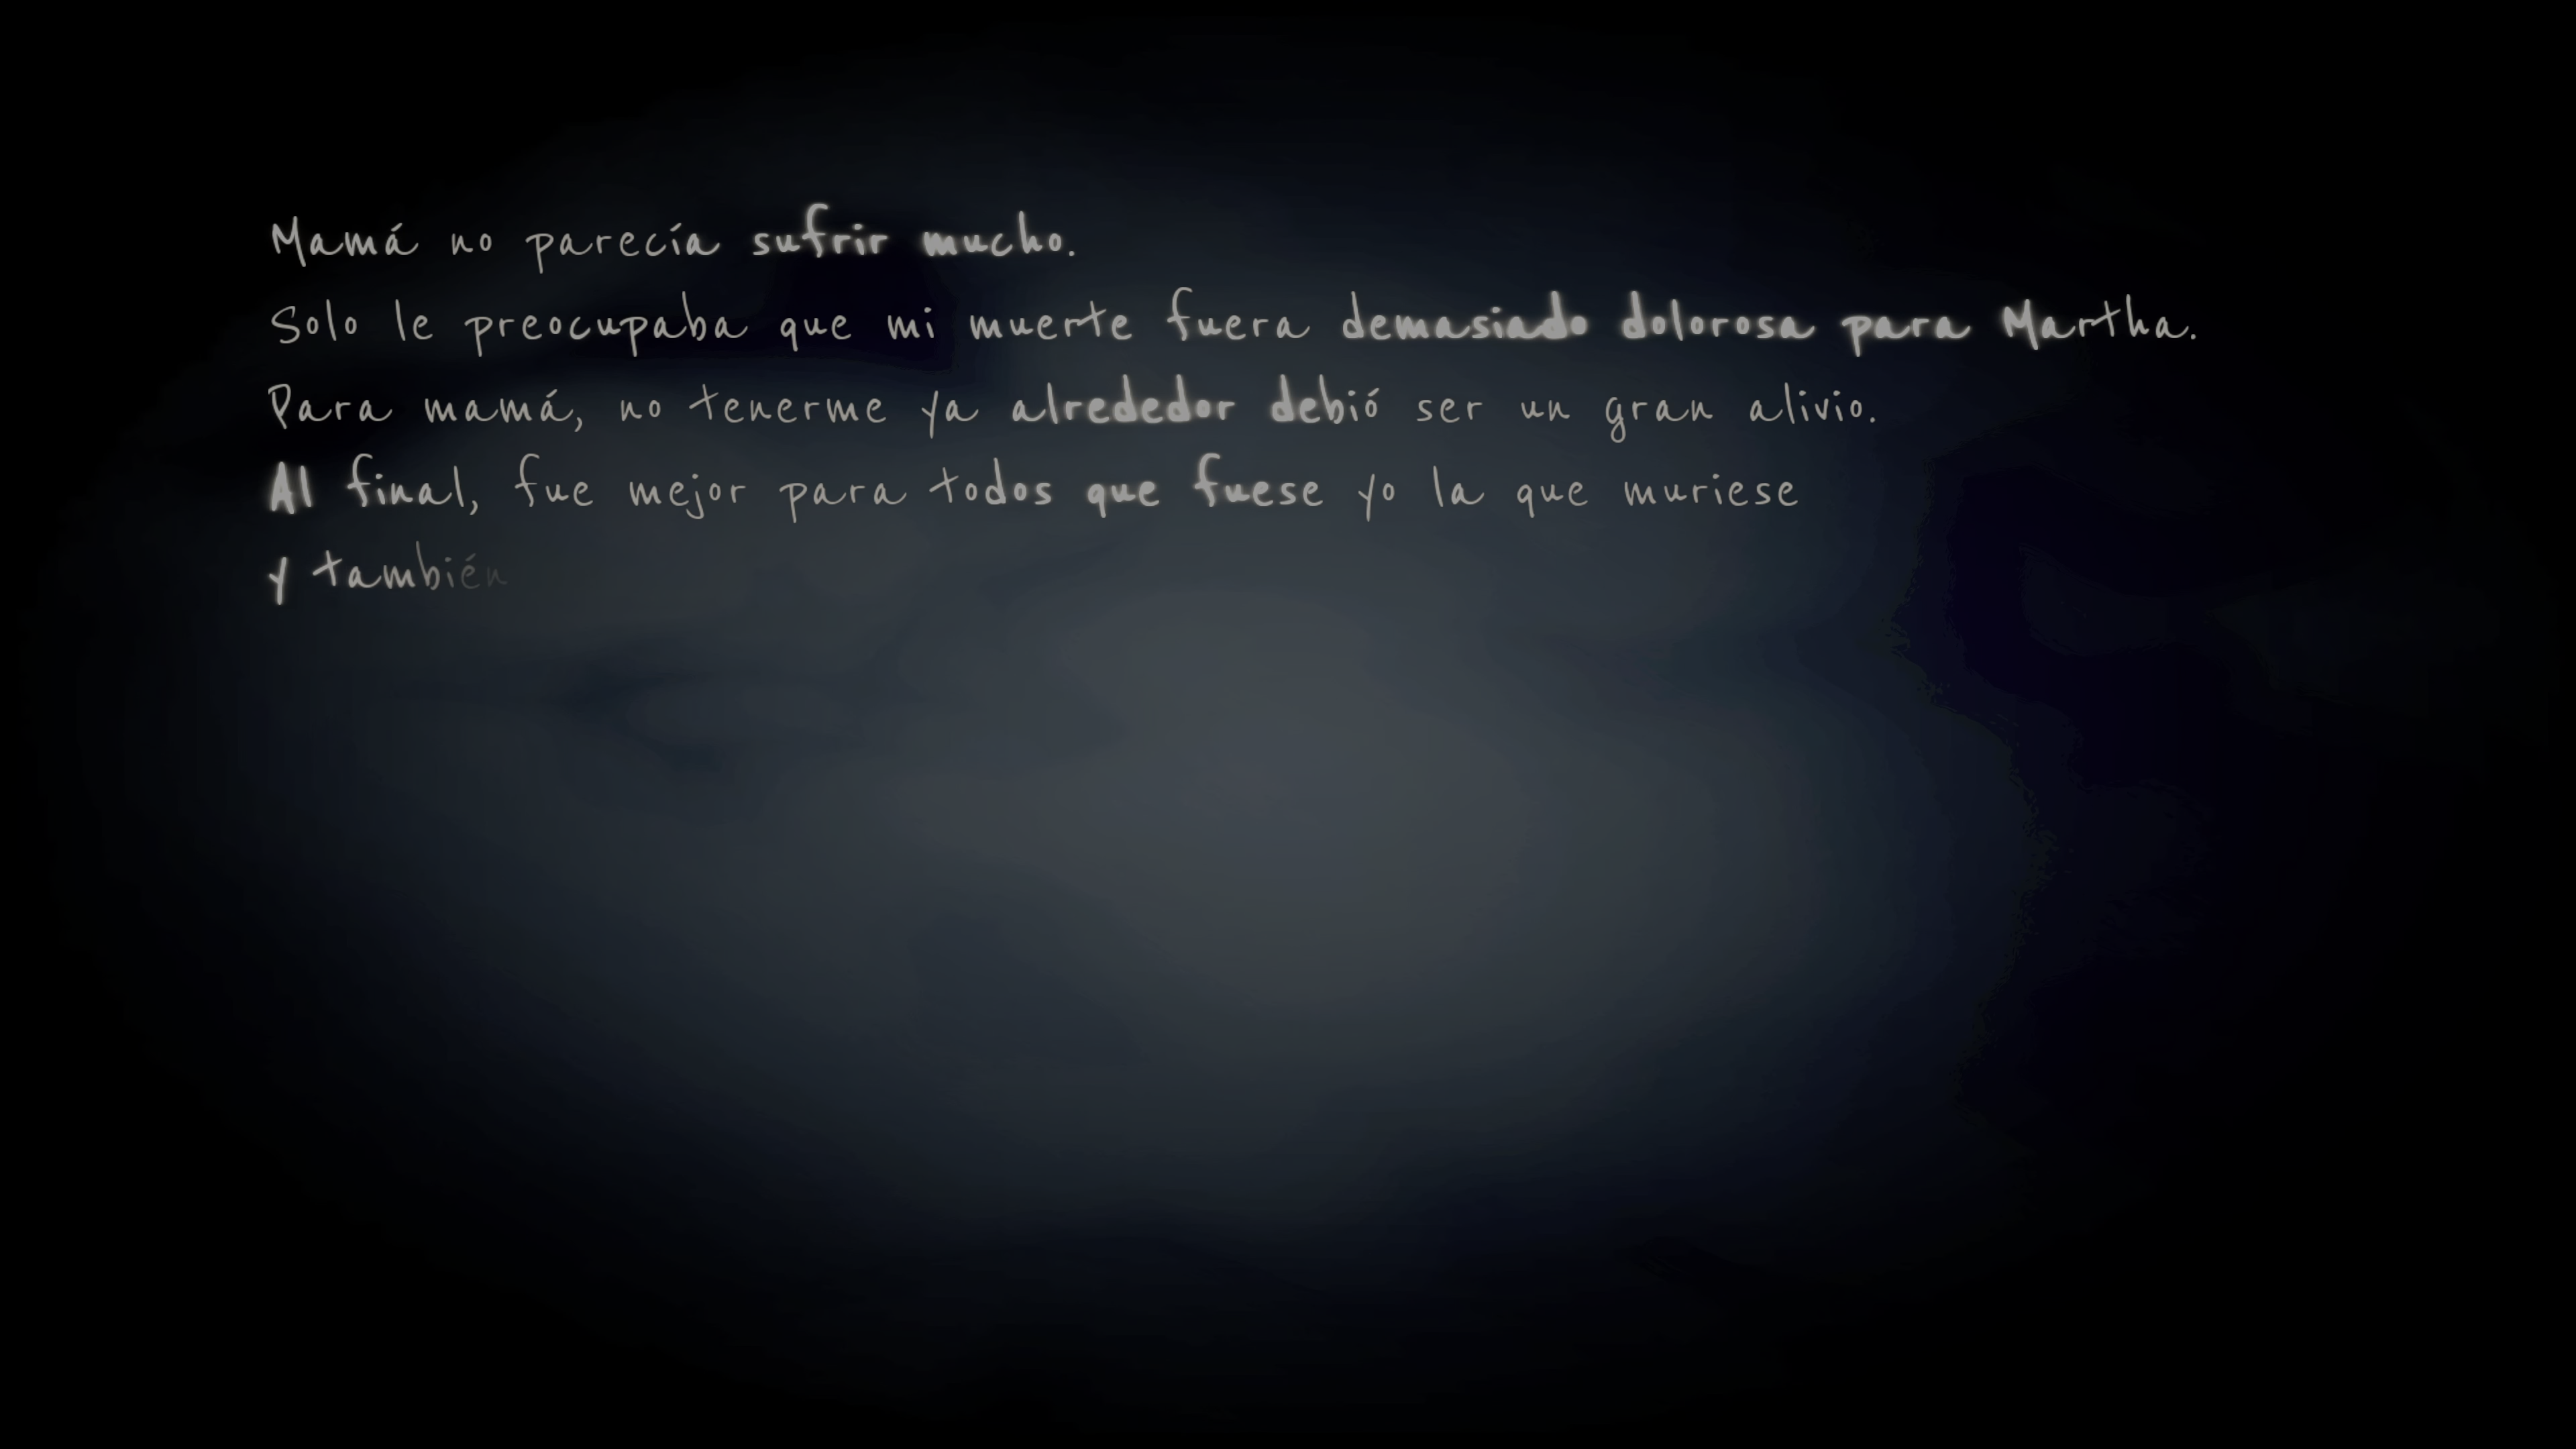 Mamá no parecía sufrir mucho.
Solo le preocupaba que mi muerte fuera demasiado dolorosa para Martha.
Para mamá, no tenerme ya alrededor debió ser un gran alivio.
Al final, fue mejor para todos que fuese yo la que muriese
y también